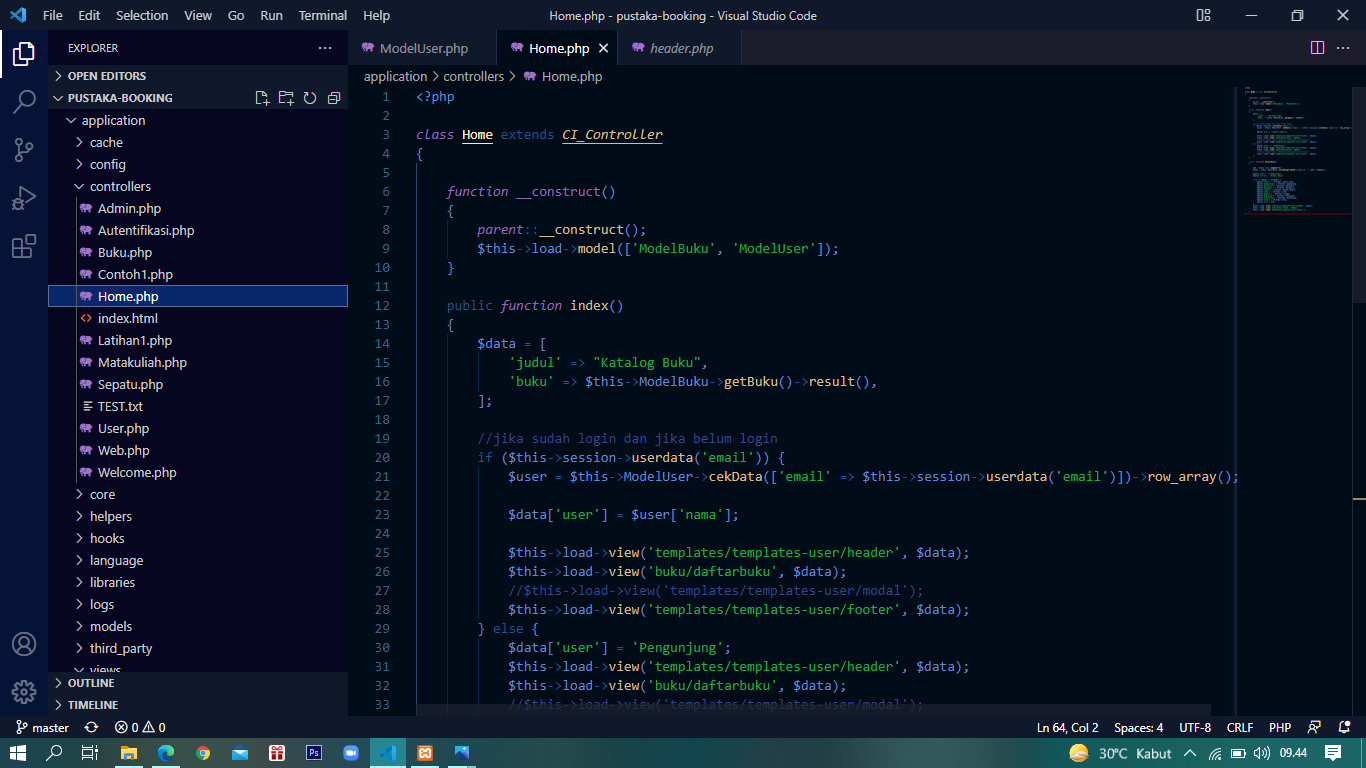 File Edit Selection View Go Run Terminal Help
Home.php - pustaka-booking - Visual Studio Code
EXPLORER
OPEN EDITORS
PUSTAKA-BOOKING
application
cache
config
controllers
Admin.php
Autentifikasi.php
Buku.php
Contoh1.php
Home.php
index.html
Latihan1.php
Matakuliah.php
Sepatu.php
TEST.txt
User.php
Web.php
Welcome.php
core
helpers
hooks
language
libraries
logs
models
third_party
views
OUTLINE
TIMELINE
ModelUser.php Home.php header.php
application > controllers > Home.php
1 <?php
2
3 class Home extends CI_Controller
4 {
5
6 function __construct()
7 {
8 parent::__construct();
9 $this->load->model(['ModelBuku', 'ModelUser']);
10 }
11
12 public function index()
13 {
14 $data = [
15 'judul' => "Katalog Buku",
16 'buku' => $this->ModelBuku->getBuku()->result(),
17 ];
18
19 //jika sudah login dan jika belum login
20 if ($this->session->userdata('email')) {
21 $user = $this->ModelUser->cekData(['email' => $this->session->userdata('email')])->row_array();
22
23 $data['user'] = $user['nama'];
24
25 $this->load->view('templates/templates-user/header', $data);
26 $this->load->view('buku/daftarbuku', $data);
27 //$this->load->view('templates/templates-user/modal');
28 $this->load->view('templates/templates-user/footer', $data);
29 } else {
30 $data['user'] = 'Pengunjung';
31 $this->load->view('templates/templates-user/header', $data);
32 $this->load->view('buku/daftarbuku', $data);
33 //$this->load->view('templates/templates-user/modal');
master 0 0 Ln 64, Col 2 Spaces: 4 UTF-8 CRLF PHP
Ps 30°C Kabut 09.44